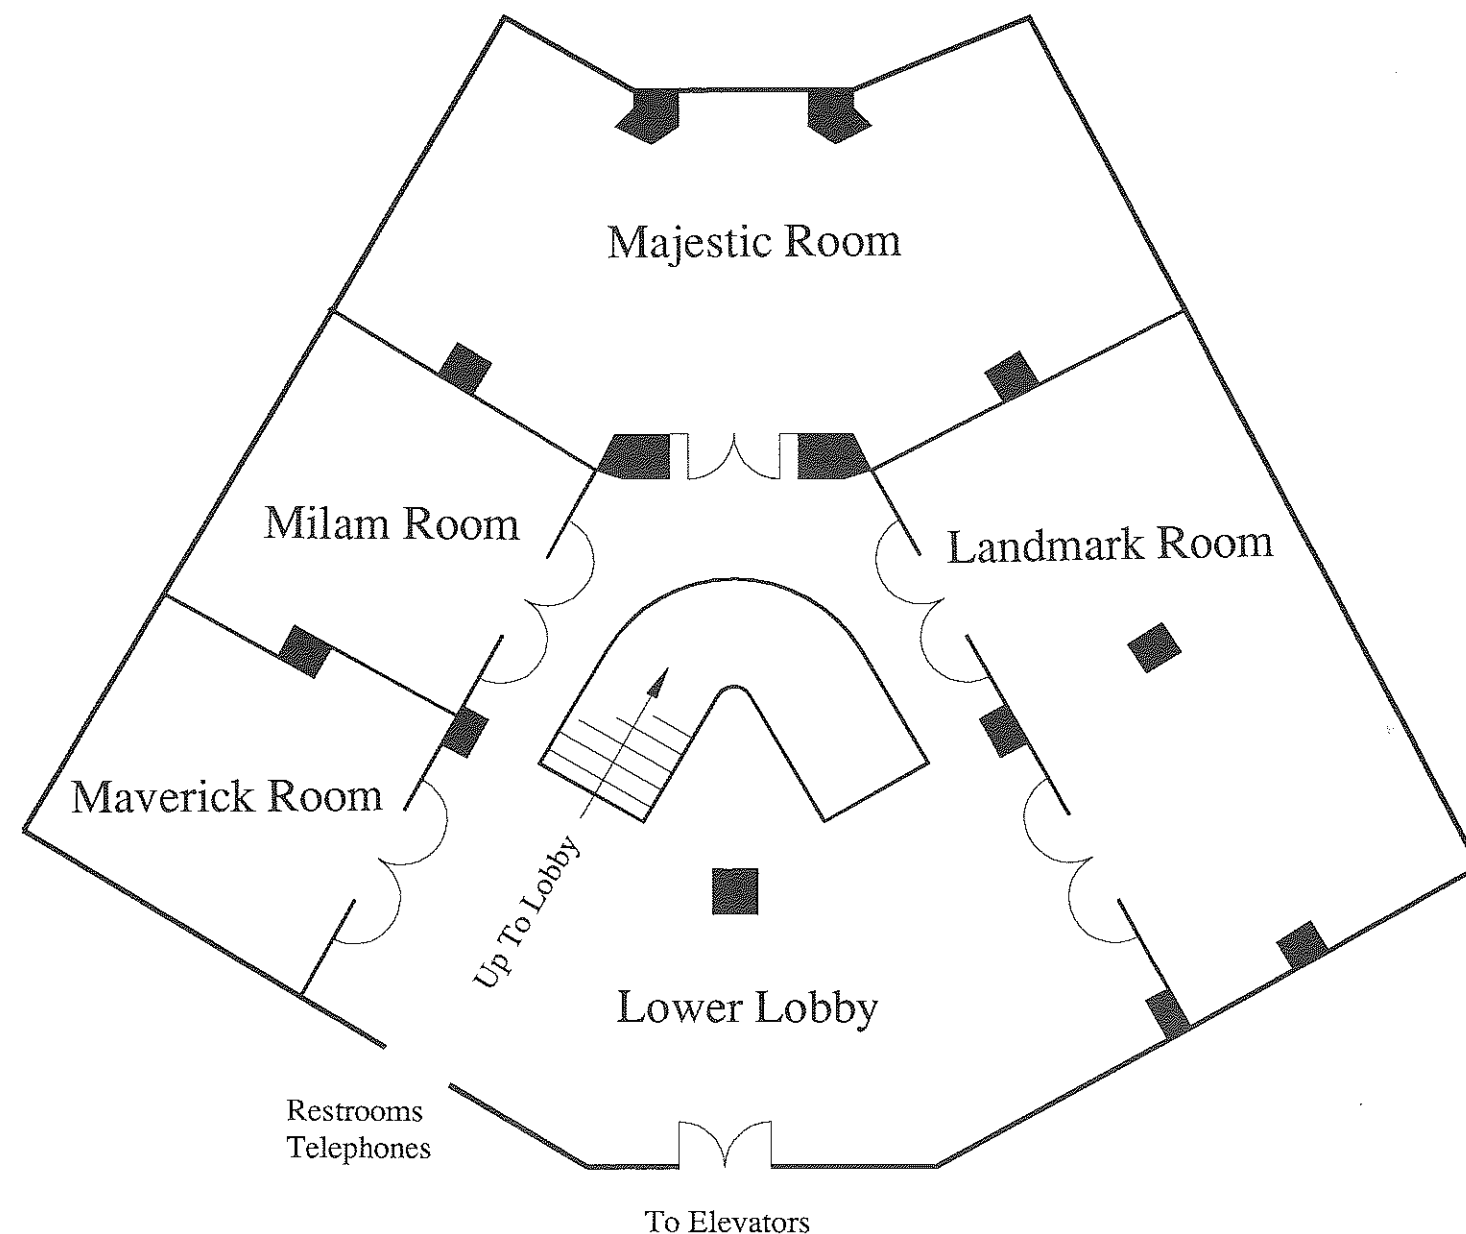 Majestic Room
Milam Room
Landmark Room
Maverick Room
Up To Lobby
Lower Lobby
Restrooms
Telephones
To Elevators